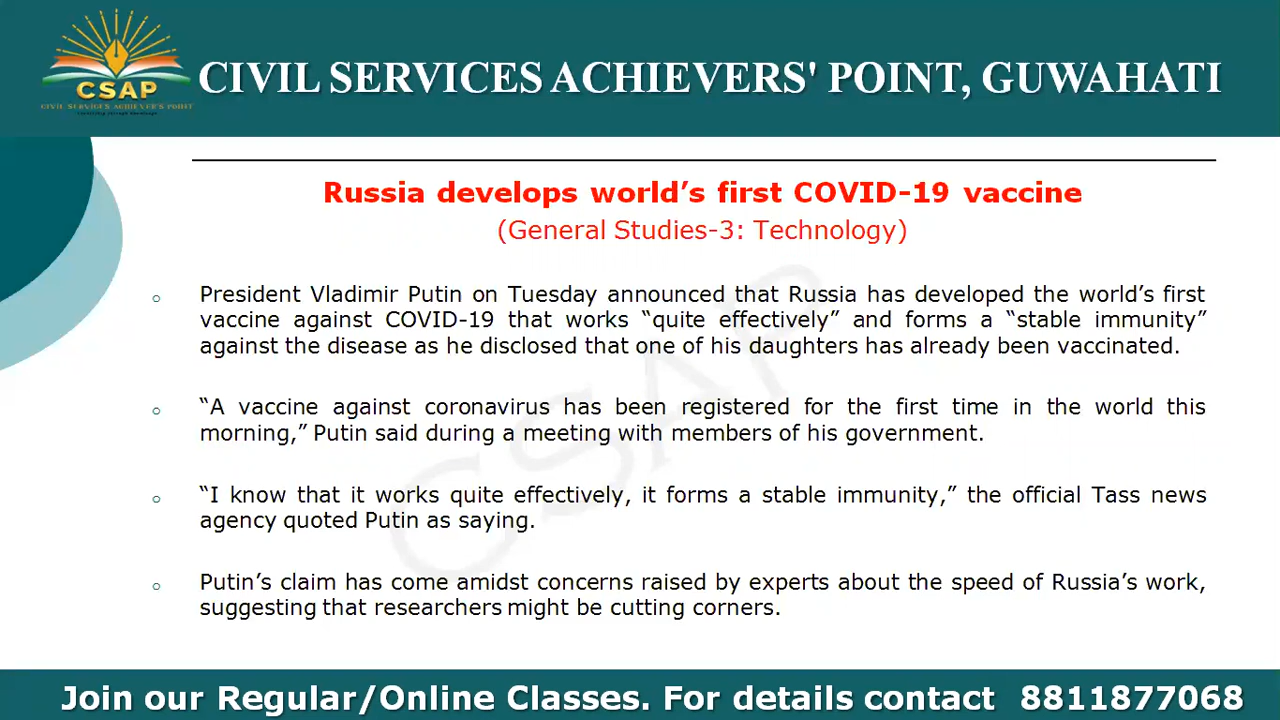 CSAP
CIVIL SERVICES ACHIEVER'S POINT
CIVIL SERVICES ACHIEVERS' POINT, GUWAHATI
Russia develops world’s first COVID-19 vaccine
(General Studies-3: Technology)
President Vladimir Putin on Tuesday announced that Russia has developed the world’s first
vaccine against COVID-19 that works “quite effectively” and forms a “stable immunity”
against the disease as he disclosed that one of his daughters has already been vaccinated.
“A vaccine against coronavirus has been registered for the first time in the world this
morning,” Putin said during a meeting with members of his government.
“I know that it works quite effectively, it forms a stable immunity,” the official Tass news
agency quoted Putin as saying.
Putin’s claim has come amidst concerns raised by experts about the speed of Russia’s work,
suggesting that researchers might be cutting corners.
CSAP
Join our Regular/Online Classes. For details contact 8811877068